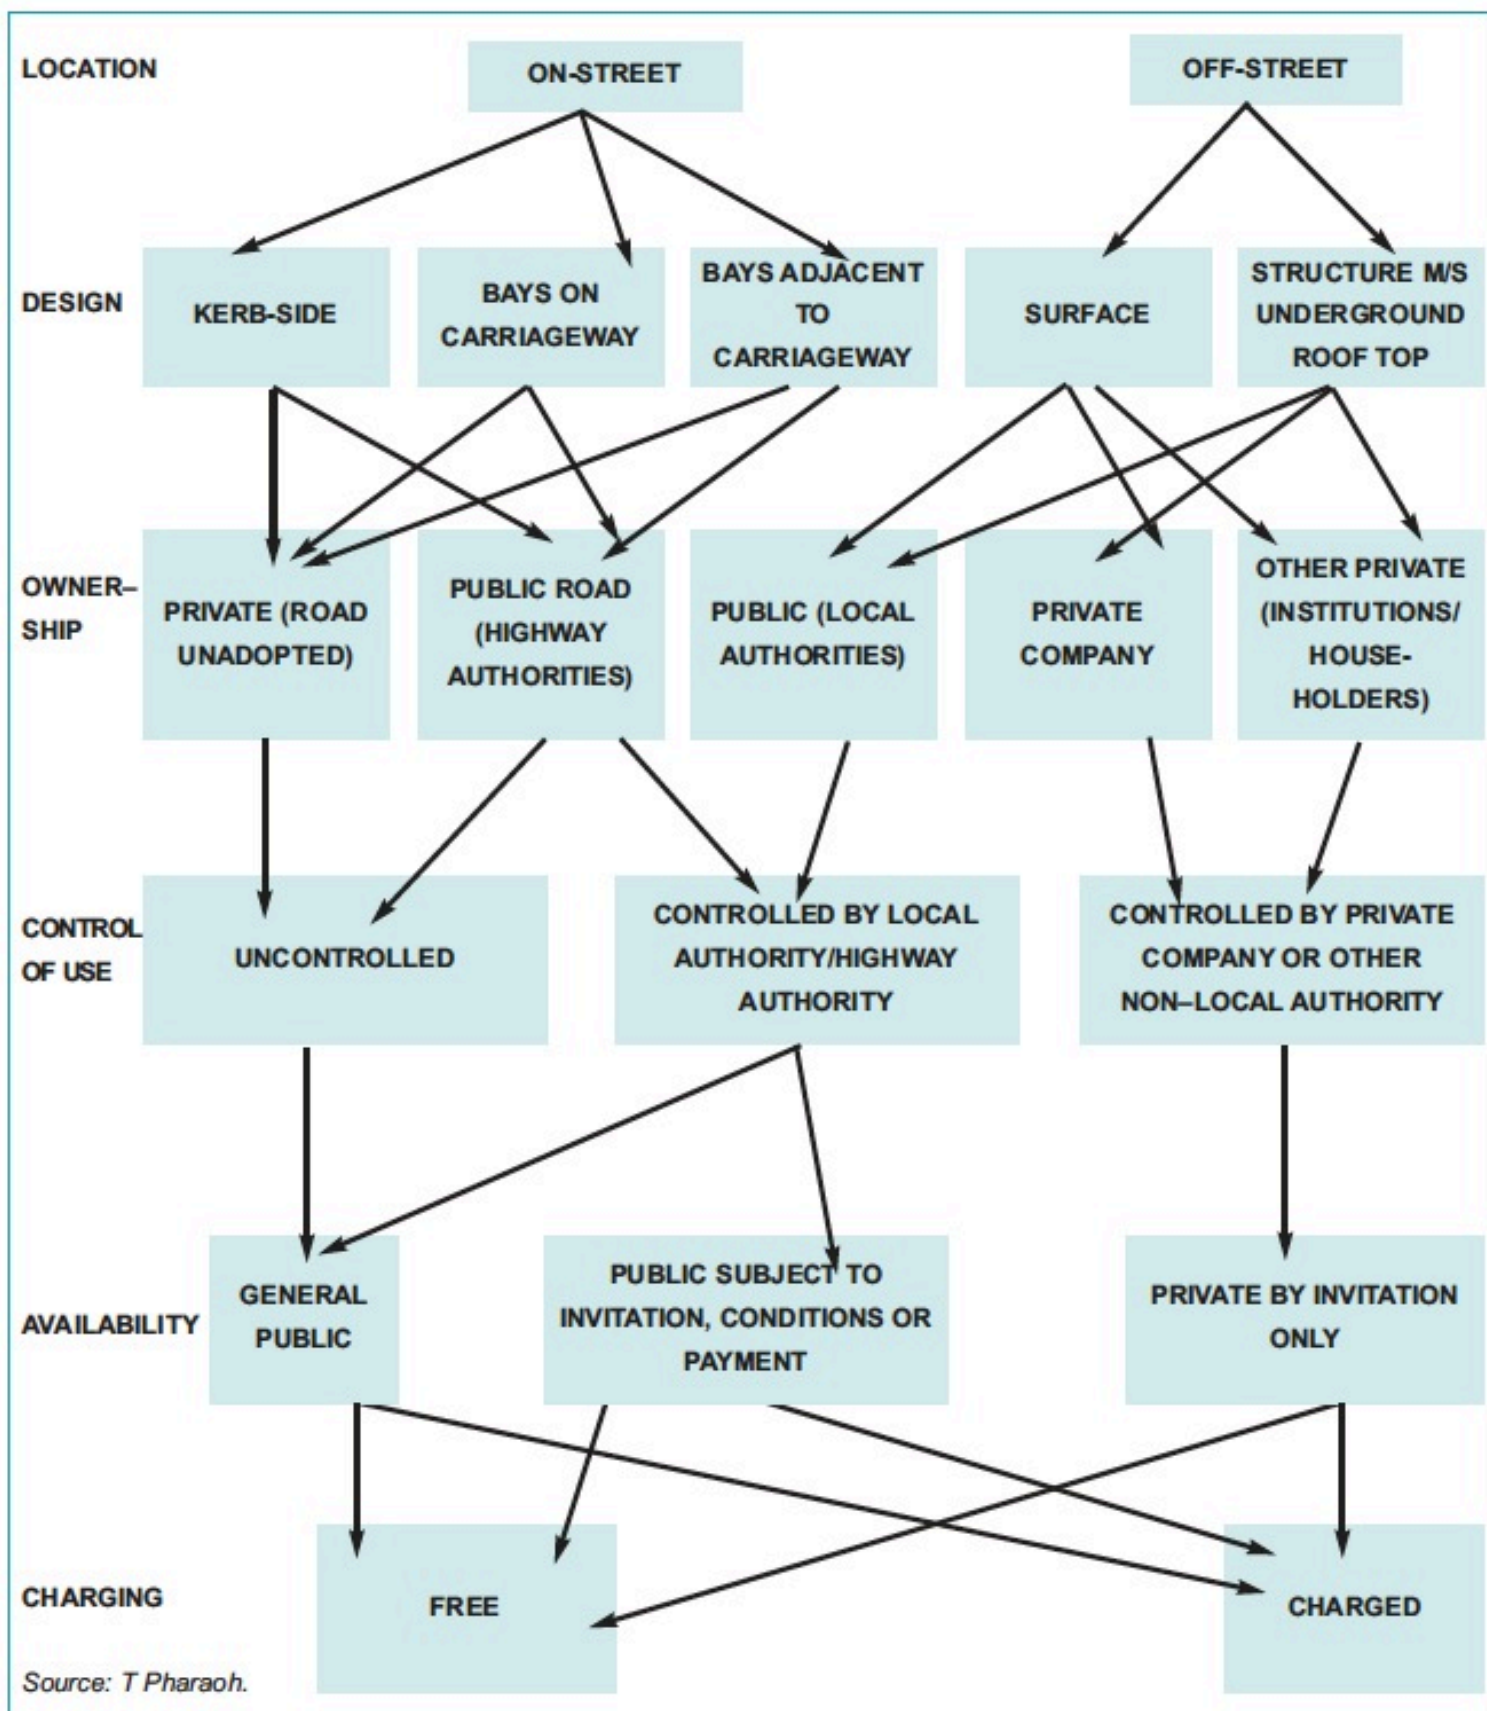 LOCATION
ON-STREET
OFF-STREET
DESIGN
KERB-SIDE
BAYS ON
CARRIAGEWAY
BAYS ADJACENT
TO
CARRIAGEWAY
SURFACE
STRUCTURE M/S
UNDERGROUND
ROOF TOP
OWNER–
SHIP
PRIVATE (ROAD
UNADOPTED)
PUBLIC ROAD
(HIGHWAY
AUTHORITIES)
PUBLIC (LOCAL
AUTHORITIES)
PRIVATE
COMPANY
OTHER PRIVATE
(INSTITUTIONS/
HOUSE-
HOLDERS)
CONTROL
OF USE
UNCONTROLLED
CONTROLLED BY LOCAL
AUTHORITY/HIGHWAY
AUTHORITY
CONTROLLED BY PRIVATE
COMPANY OR OTHER
NON–LOCAL AUTHORITY
AVAILABILITY
GENERAL
PUBLIC
PUBLIC SUBJECT TO
INVITATION, CONDITIONS OR
PAYMENT
PRIVATE BY INVITATION
ONLY
CHARGING
FREE
CHARGED
Source: T Pharaoh.